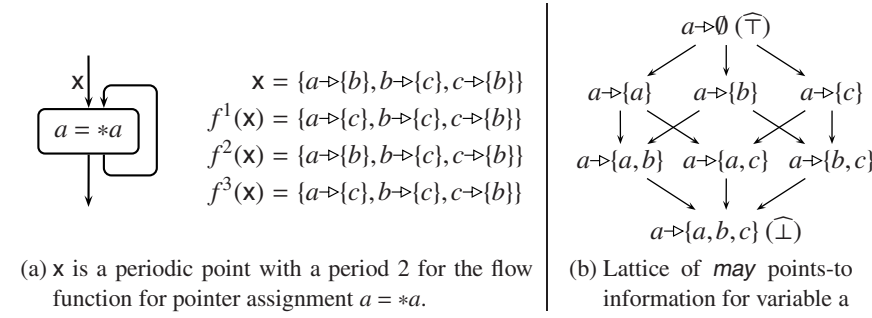 x
a = *a
x = {a⇾{b}, b⇾{c}, c⇾{b}}
f¹(x) = {a⇾{c}, b⇾{c}, c⇾{b}}
f²(x) = {a⇾{b}, b⇾{c}, c⇾{b}}
f³(x) = {a⇾{c}, b⇾{c}, c⇾{b}}
(a) x is a periodic point with a period 2 for the flow
function for pointer assignment a = *a.
a⇾∅ (⊤̂)
a⇾{a} a⇾{b} a⇾{c}
a⇾{a,b} a⇾{a,c} a⇾{b,c}
a⇾{a,b,c} (⊥̂)
(b) Lattice of may points-to
information for variable a